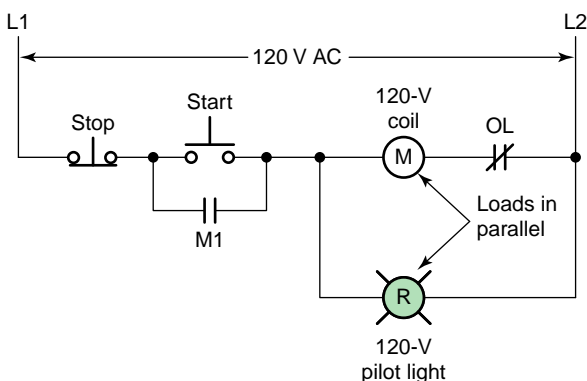 L1
L2
120 V AC
Stop
Start
120-V
coil
OL
M
M1
Loads in
parallel
R
120-V
pilot light